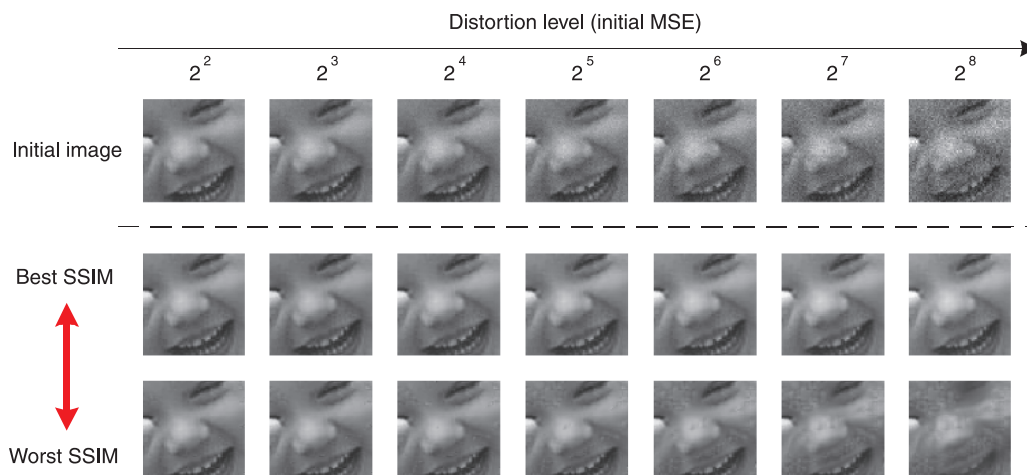 Distortion level (initial MSE)
2^2 2^3 2^4 2^5 2^6 2^7 2^8
Initial image
Best SSIM
Worst SSIM